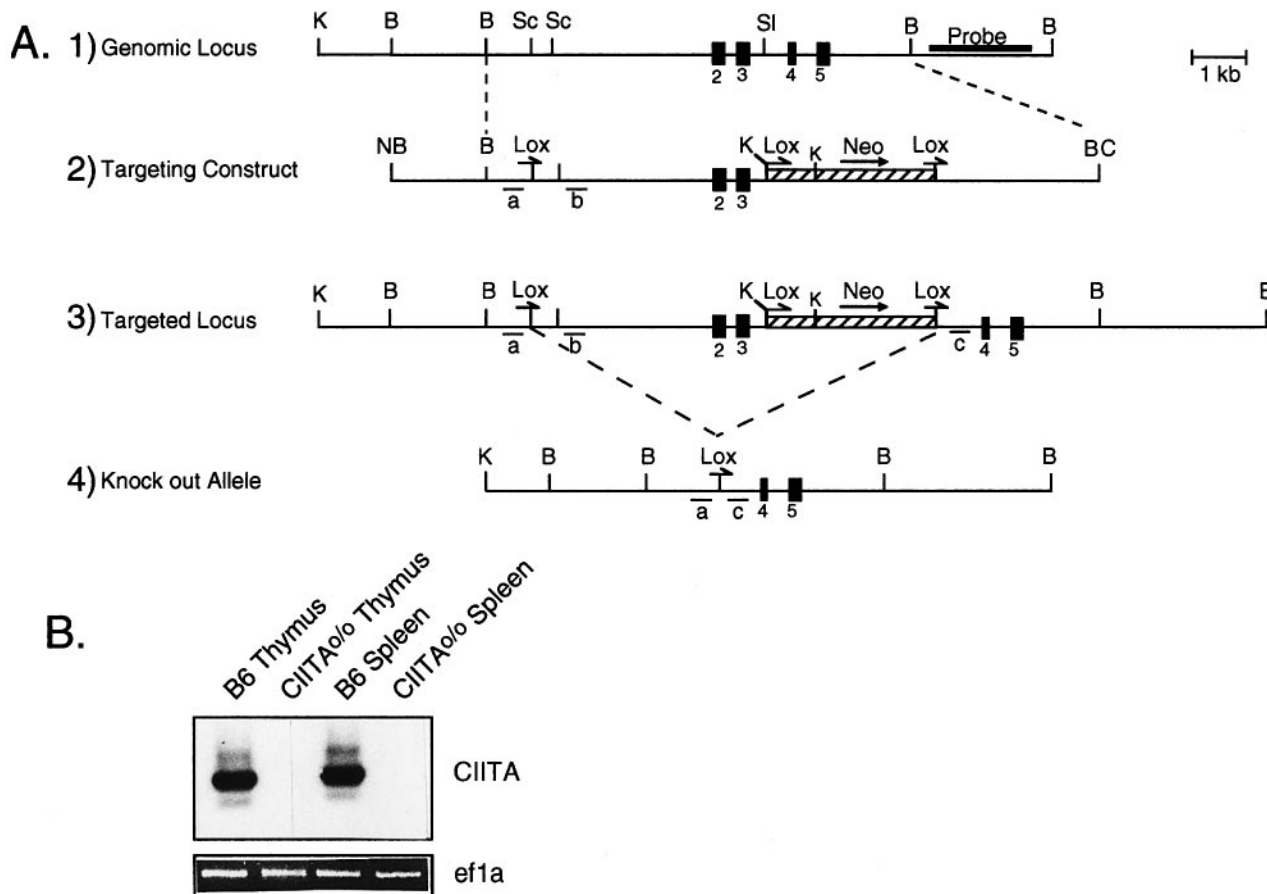 A.
1) Genomic Locus
K B B Sc Sc SI B Probe B
2 3 4 5
1 kb
2) Targeting Construct
NB B Lox K Lox K Neo Lox BC
a b 2 3
3) Targeted Locus
K B B Lox K Lox K Neo Lox B B
a b 2 3 c 4 5
4) Knock out Allele
K B B Lox B B
a c 4 5
B.
B6 Thymus
CIITAo/o Thymus
B6 Spleen
CIITAo/o Spleen
CIITA
ef1a